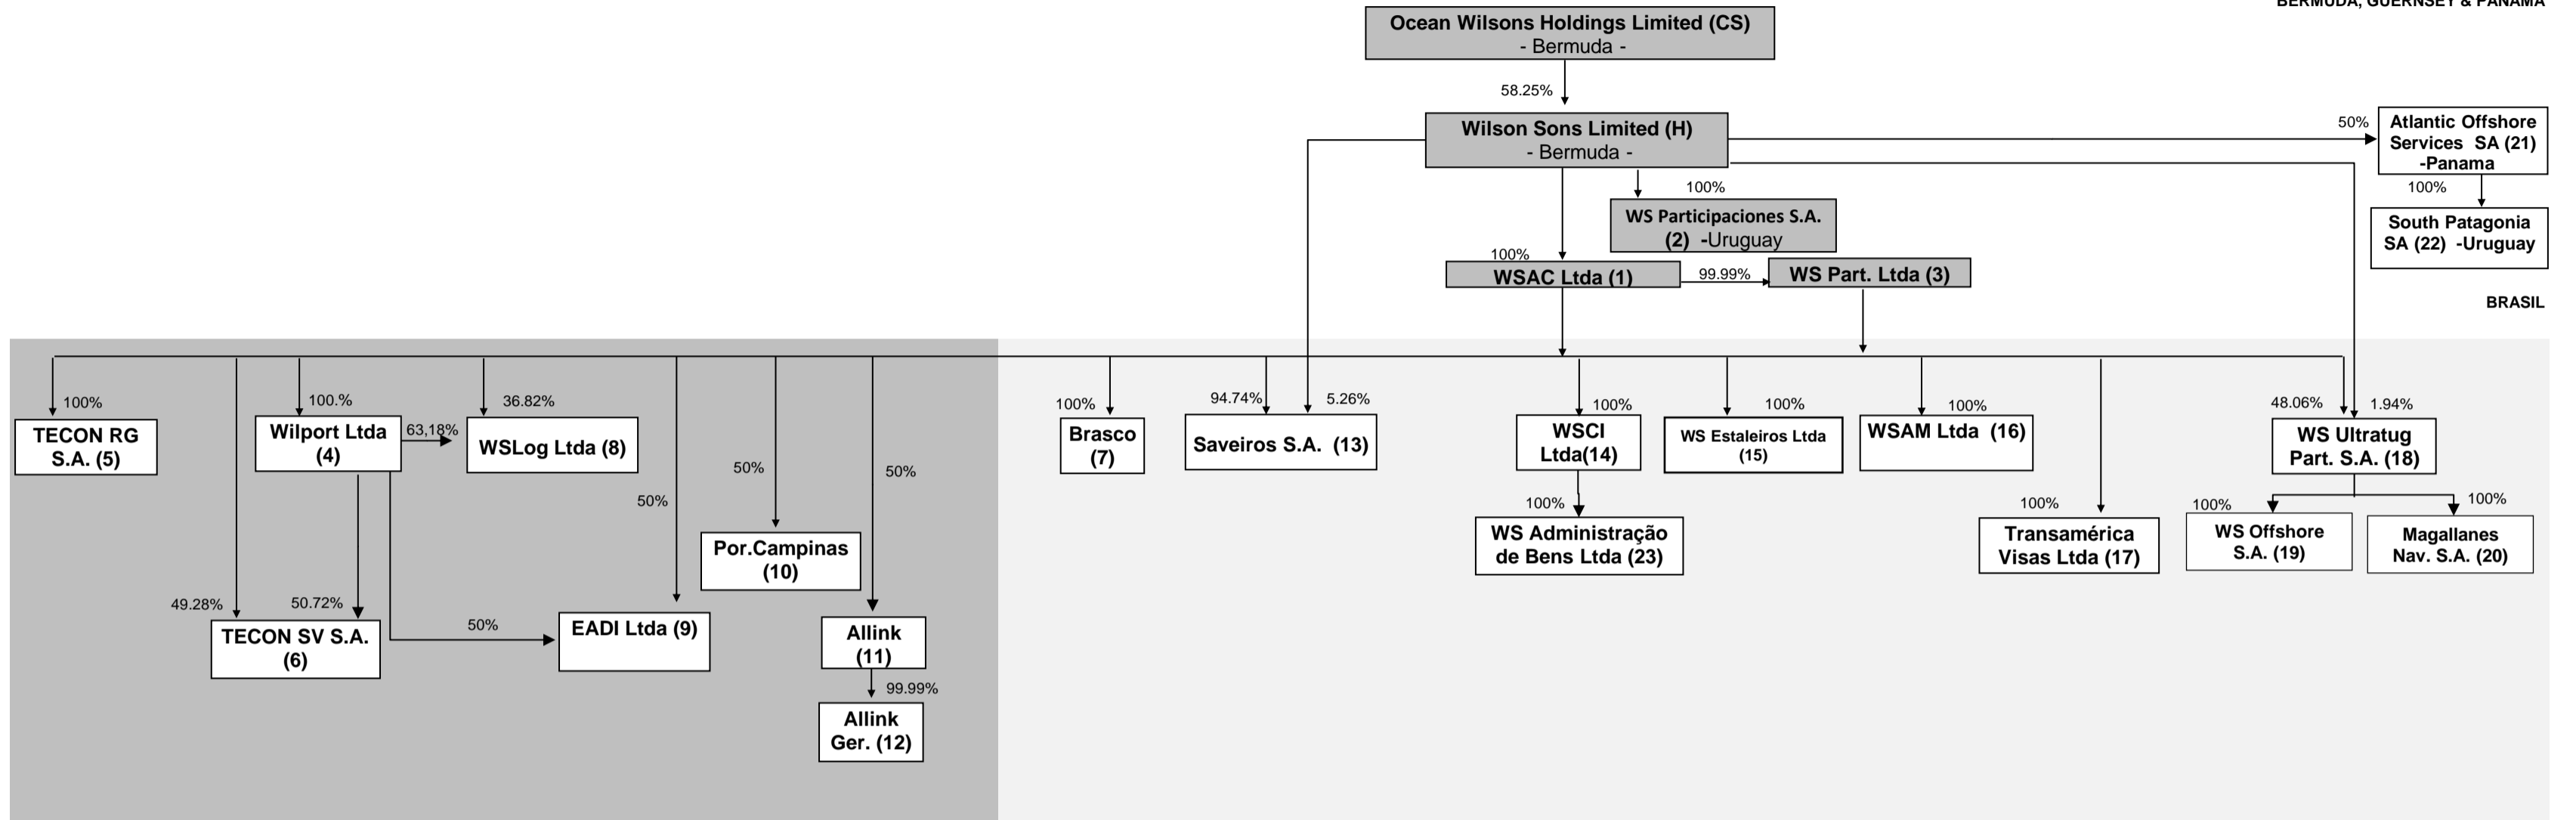 BERMUDA, GUERNSEY & PANAMA
Ocean Wilsons Holdings Limited (CS)
- Bermuda -
58.25%
Wilson Sons Limited (H)
- Bermuda -
50%
Atlantic Offshore
Services SA (21)
-Panama
100%
South Patagonia
SA (22) -Uruguay
100%
WS Participaciones S.A.
(2) -Uruguay
100%
WSAC Ltda (1)
99.99%
WS Part. Ltda (3)
BRASIL
100%
TECON RG
S.A. (5)
100.%
Wilport Ltda
(4)
63,18%
36.82%
WSLog Ltda (8)
100%
Brasco
(7)
94.74%
5.26%
Saveiros S.A. (13)
100%
WSCI
Ltda(14)
100%
WS Estaleiros Ltda
(15)
100%
WSAM Ltda (16)
48.06%
1.94%
WS Ultratug
Part. S.A. (18)
50%
50%
50%
Por.Campinas
(10)
100%
WS Administração
de Bens Ltda (23)
100%
Transamérica
Visas Ltda (17)
100%
WS Offshore
S.A. (19)
100%
Magallanes
Nav. S.A. (20)
49.28%
50.72%
TECON SV S.A.
(6)
50%
EADI Ltda (9)
Allink
(11)
99.99%
Allink
Ger. (12)